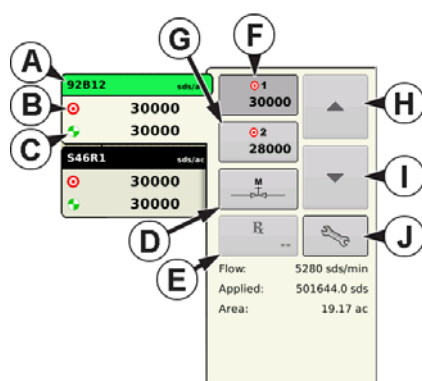 A
92B12 sds/ac
B
30000
C
30000
S46R1 sds/ac
30000
30000
D
E
F
1
30000
G
2
28000
M
H
I
J
℞
--
Flow: 5280 sds/min
Applied: 501644.0 sds
Area: 19.17 ac